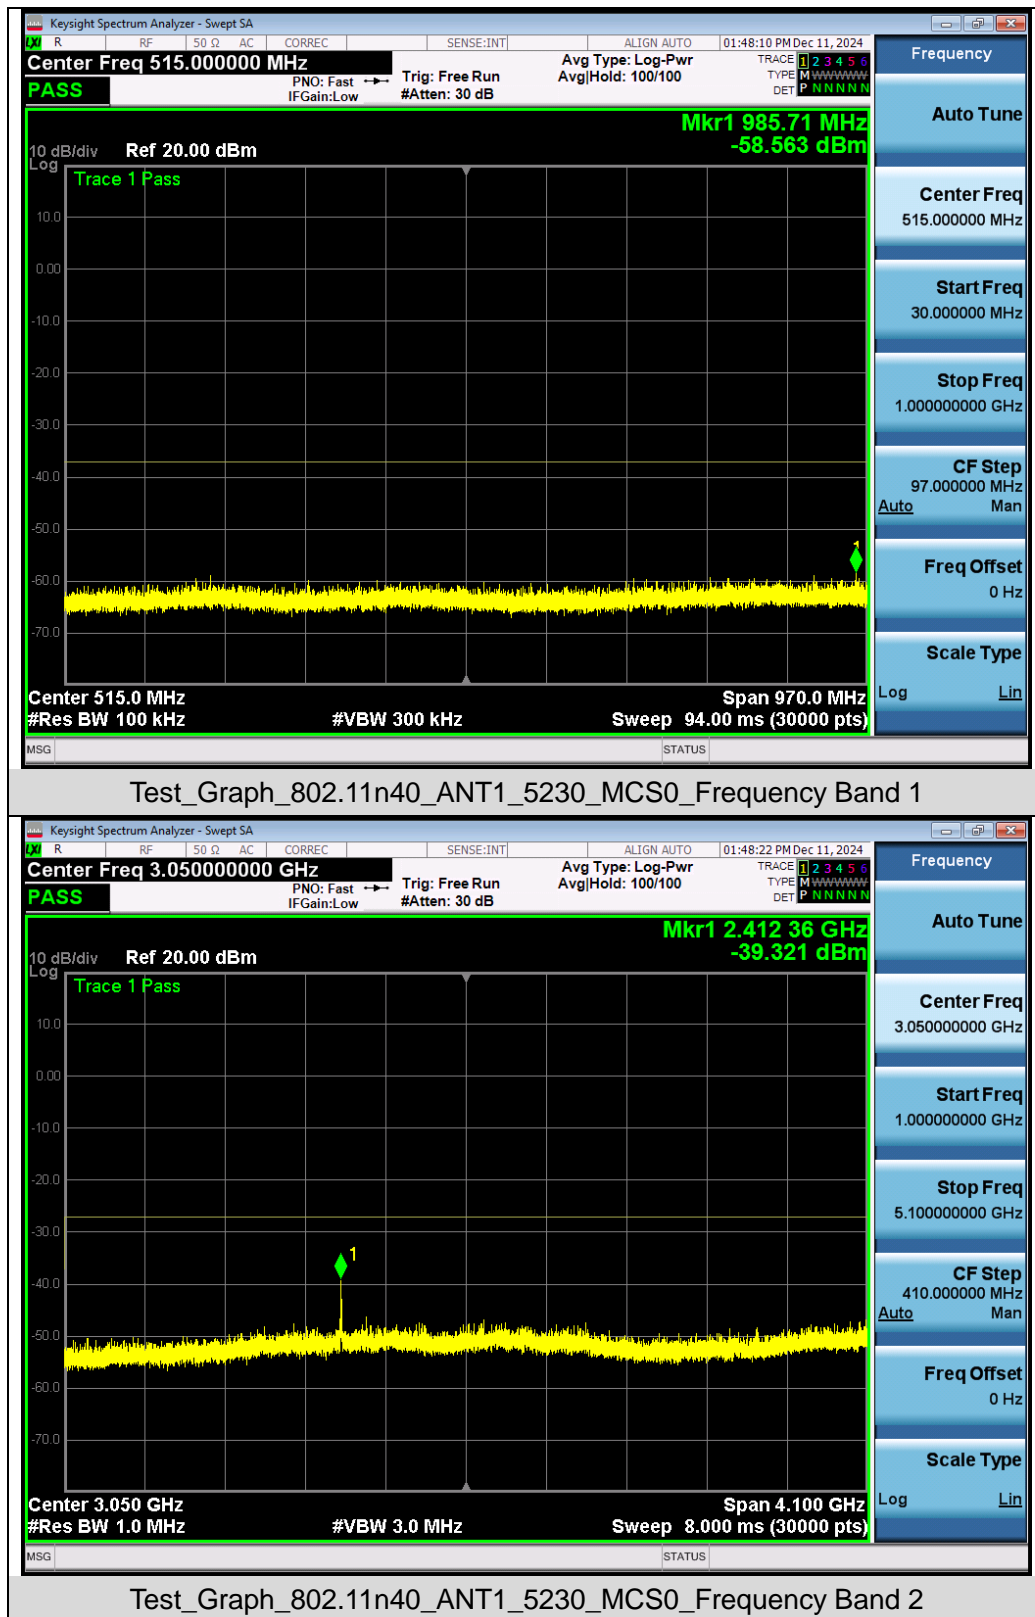 Keysight Spectrum Analyzer - Swept SA
LXI R RF 50 Ω AC CORREC SENSE:INT ALIGN AUTO 01:48:10 PM Dec 11, 2024
Center Freq 515.000000 MHz
PASS
PNO: Fast
IFGain:Low
Trig: Free Run
#Atten: 30 dB
Avg Type: Log-Pwr
Avg|Hold: 100/100
TRACE 1 2 3 4 5 6
TYPE M WWWWW
DET P N N N N N
Mkr1 985.71 MHz
-58.563 dBm
10 dB/div Ref 20.00 dBm
Log
Trace 1 Pass
10.0
0.00
-10.0
-20.0
-30.0
-40.0
-50.0
-60.0
-70.0
1
Center 515.0 MHz Span 970.0 MHz
#Res BW 100 kHz #VBW 300 kHz Sweep 94.00 ms (30000 pts)
MSG STATUS
Frequency
Auto Tune
Center Freq
515.000000 MHz
Start Freq
30.000000 MHz
Stop Freq
1.000000000 GHz
CF Step
97.000000 MHz
Auto Man
Freq Offset
0 Hz
Scale Type
Log Lin
Test_Graph_802.11n40_ANT1_5230_MCS0_Frequency Band 1
Keysight Spectrum Analyzer - Swept SA
LXI R RF 50 Ω AC CORREC SENSE:INT ALIGN AUTO 01:48:22 PM Dec 11, 2024
Center Freq 3.050000000 GHz
PASS
PNO: Fast
IFGain:Low
Trig: Free Run
#Atten: 30 dB
Avg Type: Log-Pwr
Avg|Hold: 100/100
TRACE 1 2 3 4 5 6
TYPE M WWWWW
DET P N N N N N
Mkr1 2.412 36 GHz
-39.321 dBm
10 dB/div Ref 20.00 dBm
Log
Trace 1 Pass
10.0
0.00
-10.0
-20.0
-30.0
-40.0
-50.0
-60.0
-70.0
1
Center 3.050 GHz Span 4.100 GHz
#Res BW 1.0 MHz #VBW 3.0 MHz Sweep 8.000 ms (30000 pts)
MSG STATUS
Frequency
Auto Tune
Center Freq
3.050000000 GHz
Start Freq
1.000000000 GHz
Stop Freq
5.100000000 GHz
CF Step
410.000000 MHz
Auto Man
Freq Offset
0 Hz
Scale Type
Log Lin
Test_Graph_802.11n40_ANT1_5230_MCS0_Frequency Band 2